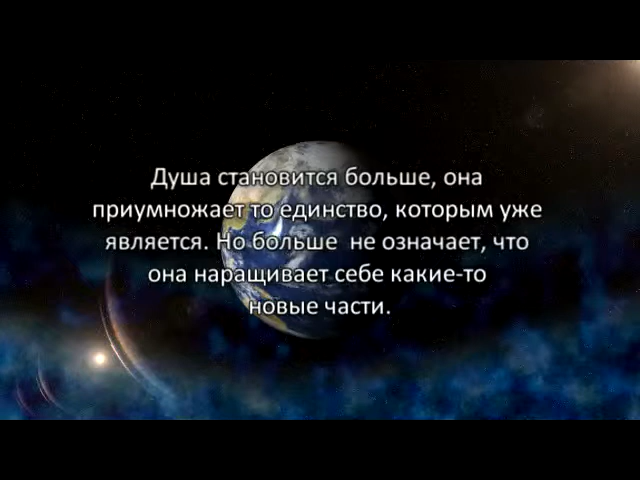 Душа становится больше, она
приумножает то единство, которым уже
является. Но больше  не означает, что
она наращивает себе какие-то
новые части.